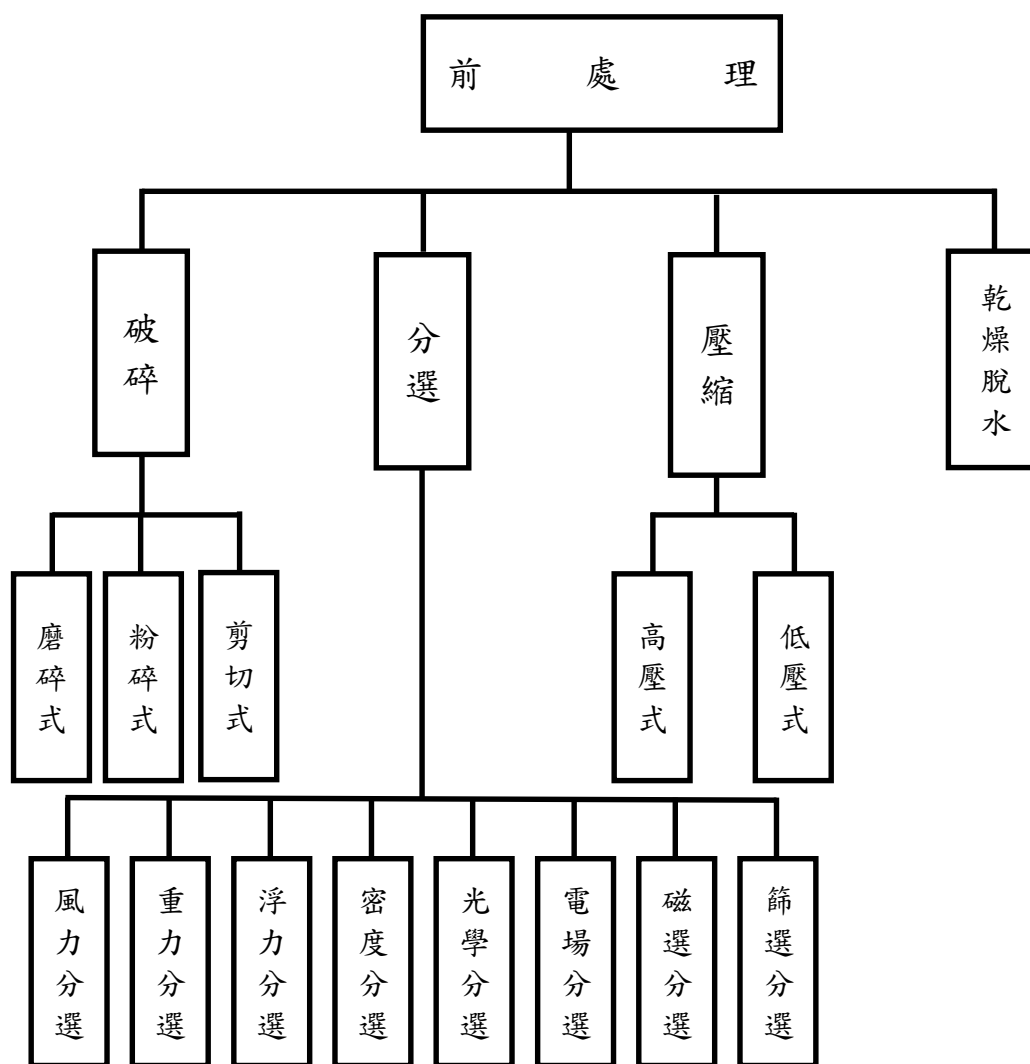 前處理
破碎
分選
壓縮
乾燥脫水
磨碎式
粉碎式
剪切式
高壓式
低壓式
風力分選
重力分選
浮力分選
密度分選
光學分選
電場分選
磁選分選
篩選分選